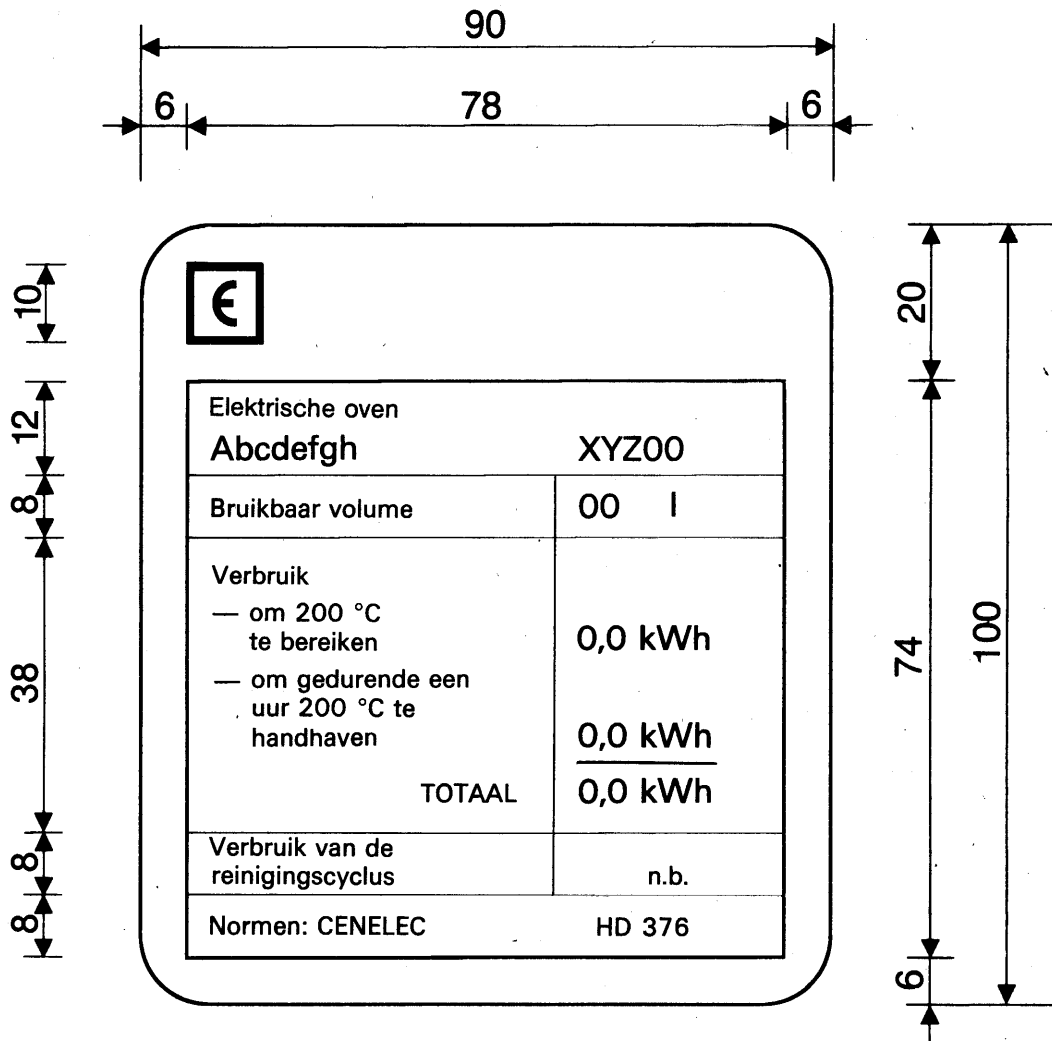 90
6 78 6
10
20
Є
Elektrische oven
12
Abcdefgh XYZ00
8
Bruikbaar volume 00 l
Verbruik
— om 200 °C
te bereiken 0,0 kWh
— om gedurende een
uur 200 °C te
handhaven 0,0 kWh
TOTAAL 0,0 kWh
38
74
100
Verbruik van de
reinigingscyclus n.b.
8
Normen: CENELEC HD 376
8
6